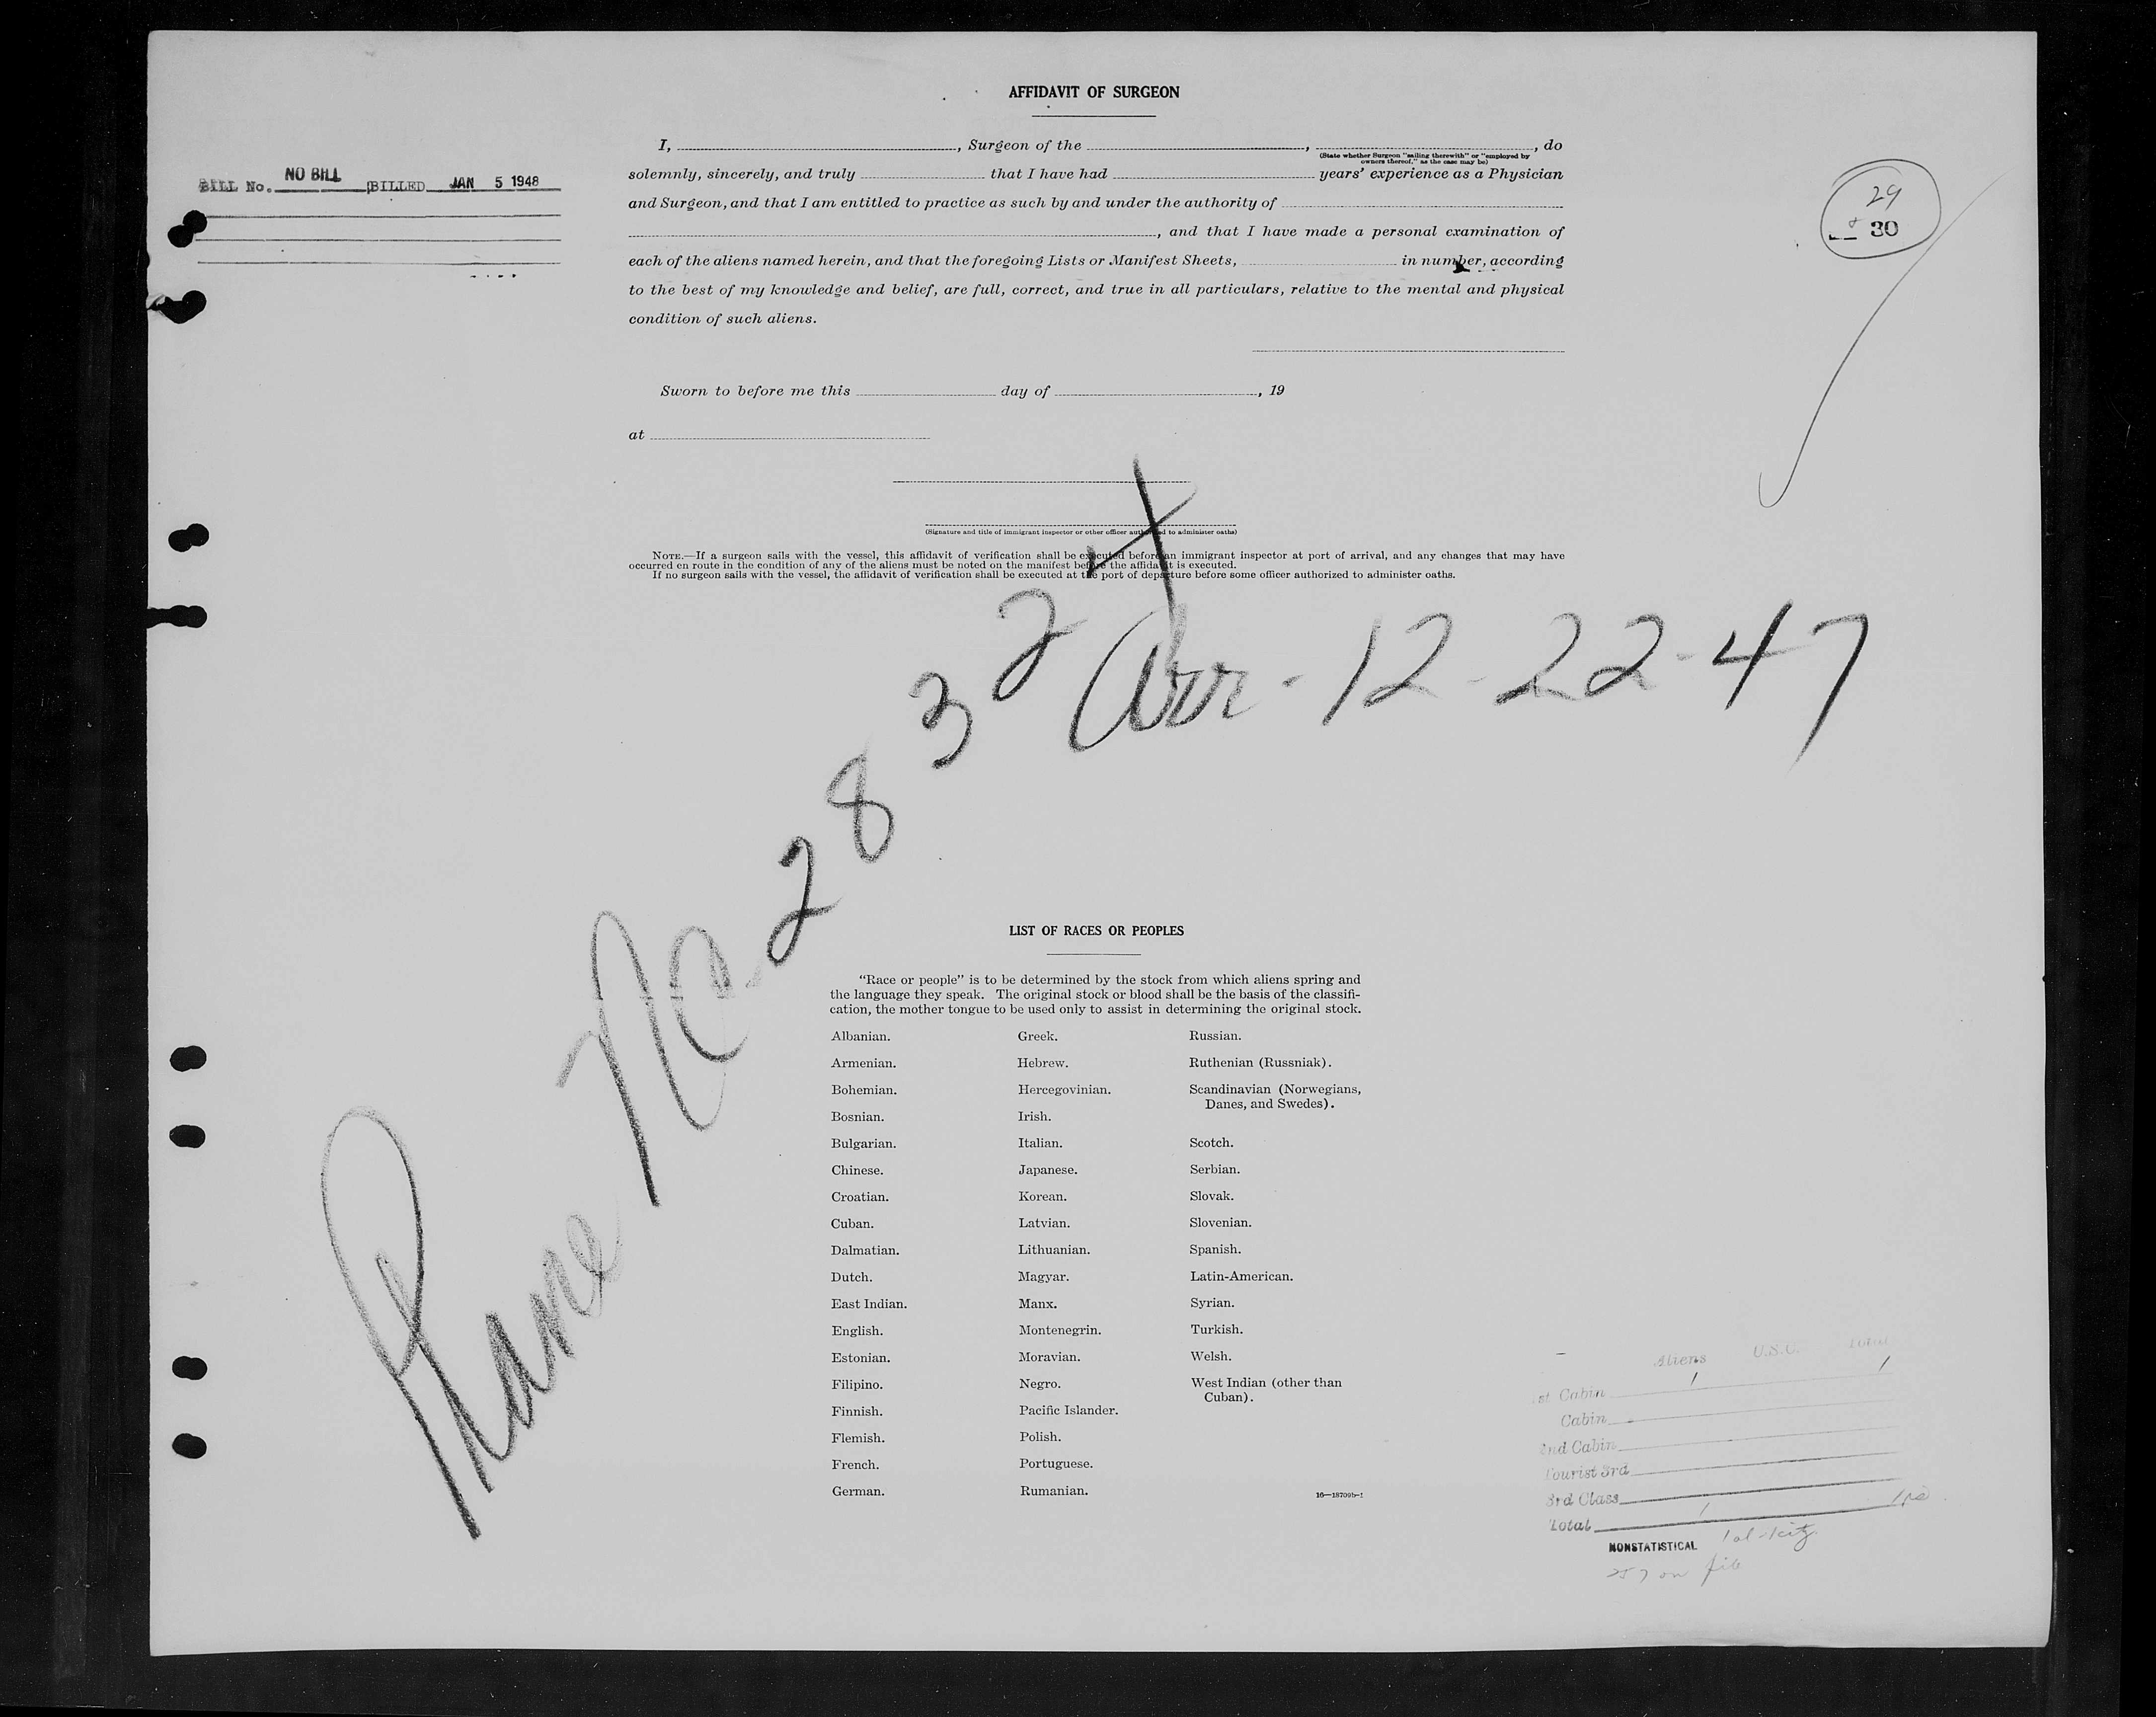 AFFIDAVIT OF SURGEON
I, , Surgeon of the , , do
(State whether Surgeon "sailing therewith" or "employed by
owners thereof," as the case may be)
solemnly, sincerely, and truly that I have had years' experience as a Physician
and Surgeon, and that I am entitled to practice as such by and under the authority of
, and that I have made a personal examination of
each of the aliens named herein, and that the foregoing Lists or Manifest Sheets, in number, according
to the best of my knowledge and belief, are full, correct, and true in all particulars, relative to the mental and physical
condition of such aliens.
BILL No. NO BILL BILLED JAN 5 1948
29
30
Sworn to before me this day of , 19
at
(Signature and title of immigrant inspector or other officer authorized to administer oaths)
NOTE.—If a surgeon sails with the vessel, this affidavit of verification shall be executed before an immigrant inspector at port of arrival, and any changes that may have
occurred en route in the condition of any of the aliens must be noted on the manifest before the affidavit is executed.
If no surgeon sails with the vessel, the affidavit of verification shall be executed at the port of departure before some officer authorized to administer oaths.
Plane NC-28324
Arr-12-22-47
LIST OF RACES OR PEOPLES
"Race or people" is to be determined by the stock from which aliens spring and
the language they speak. The original stock or blood shall be the basis of the classifi-
cation, the mother tongue to be used only to assist in determining the original stock.
Albanian.
Armenian.
Bohemian.
Bosnian.
Bulgarian.
Chinese.
Croatian.
Cuban.
Dalmatian.
Dutch.
East Indian.
English.
Estonian.
Filipino.
Finnish.
Flemish.
French.
German.
Greek.
Hebrew.
Hercegovinian.
Irish.
Italian.
Japanese.
Korean.
Latvian.
Lithuanian.
Magyar.
Manx.
Montenegrin.
Moravian.
Negro.
Pacific Islander.
Polish.
Portuguese.
Rumanian.
Russian.
Ruthenian (Russniak).
Scandinavian (Norwegians,
Danes, and Swedes).
Scotch.
Serbian.
Slovak.
Slovenian.
Spanish.
Latin-American.
Syrian.
Turkish.
Welsh.
West Indian (other than
Cuban).
16—18709b-1
Aliens U.S.C. Total
1st Cabin 1 1
Cabin
2nd Cabin
Tourist 3rd
3rd Class
Total 1 1
NONSTATISTICAL
257 on file